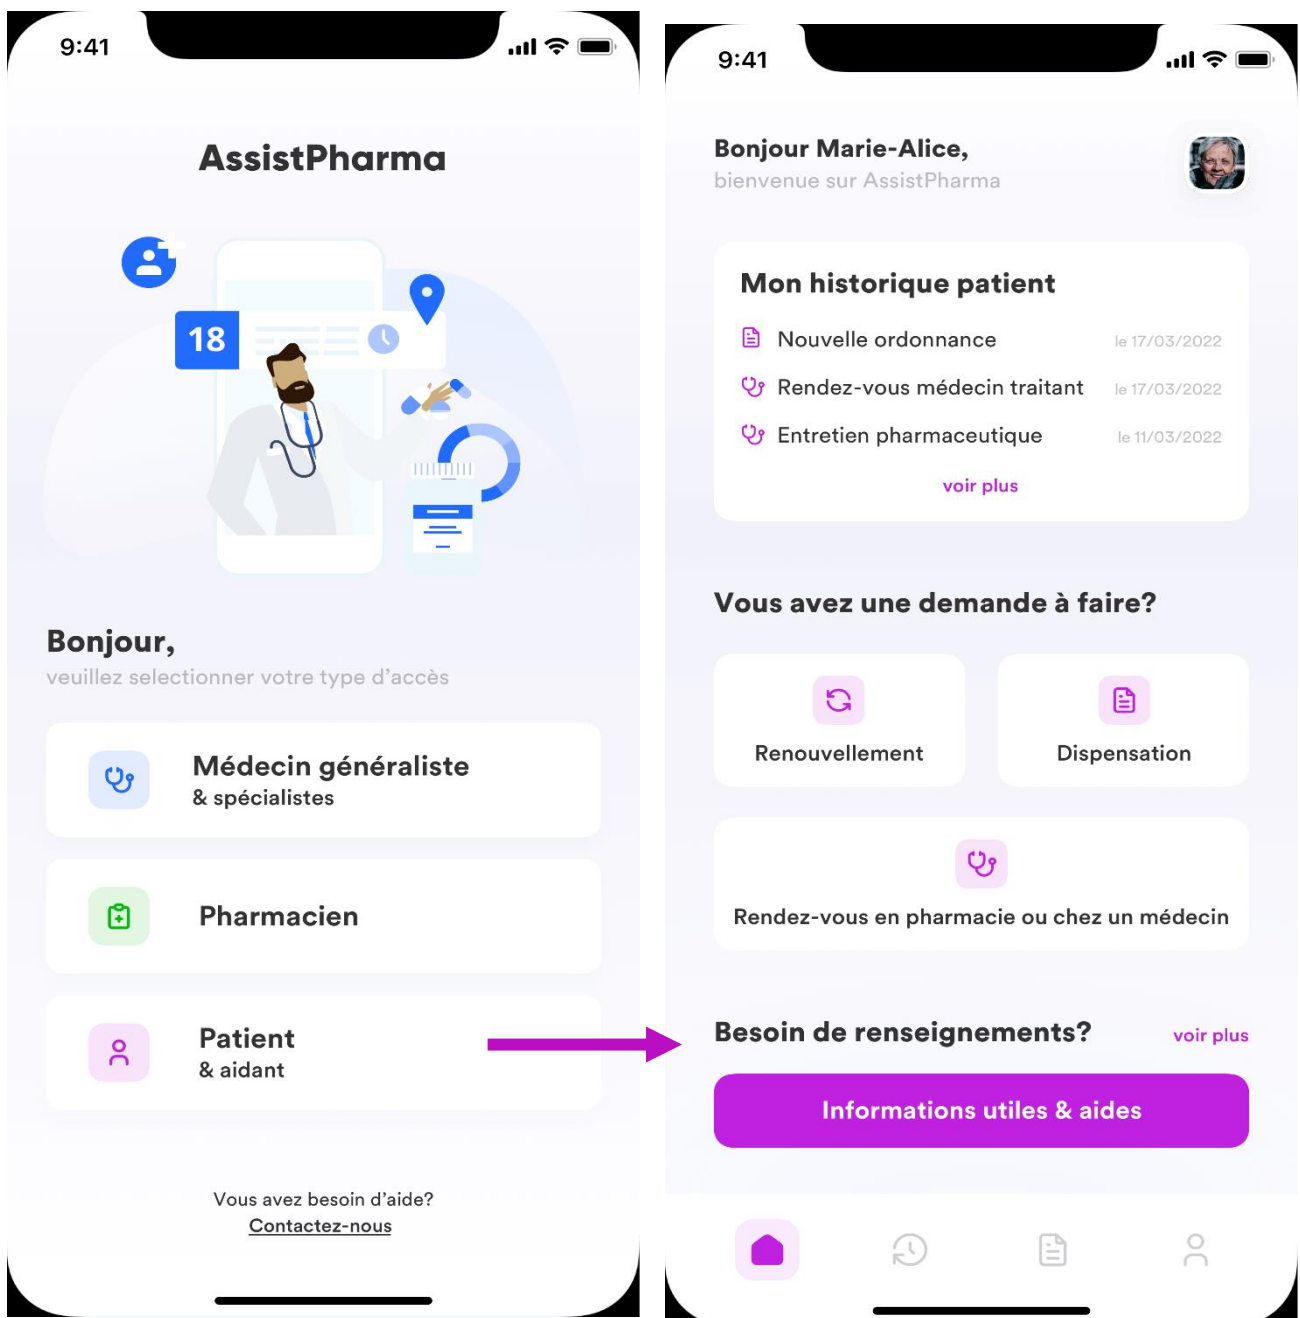 9:41
AssistPharma
18
Bonjour,
veuillez selectionner votre type d'accès
Médecin généraliste
& spécialistes
Pharmacien
Patient
& aidant
Vous avez besoin d'aide?
Contactez-nous
9:41
Bonjour Marie-Alice,
bienvenue sur AssistPharma
Mon historique patient
Nouvelle ordonnance le 17/03/2022
Rendez-vous médecin traitant le 17/03/2022
Entretien pharmaceutique le 11/03/2022
voir plus
Vous avez une demande à faire?
Renouvellement Dispensation
Rendez-vous en pharmacie ou chez un médecin
Besoin de renseignements? voir plus
Informations utiles & aides